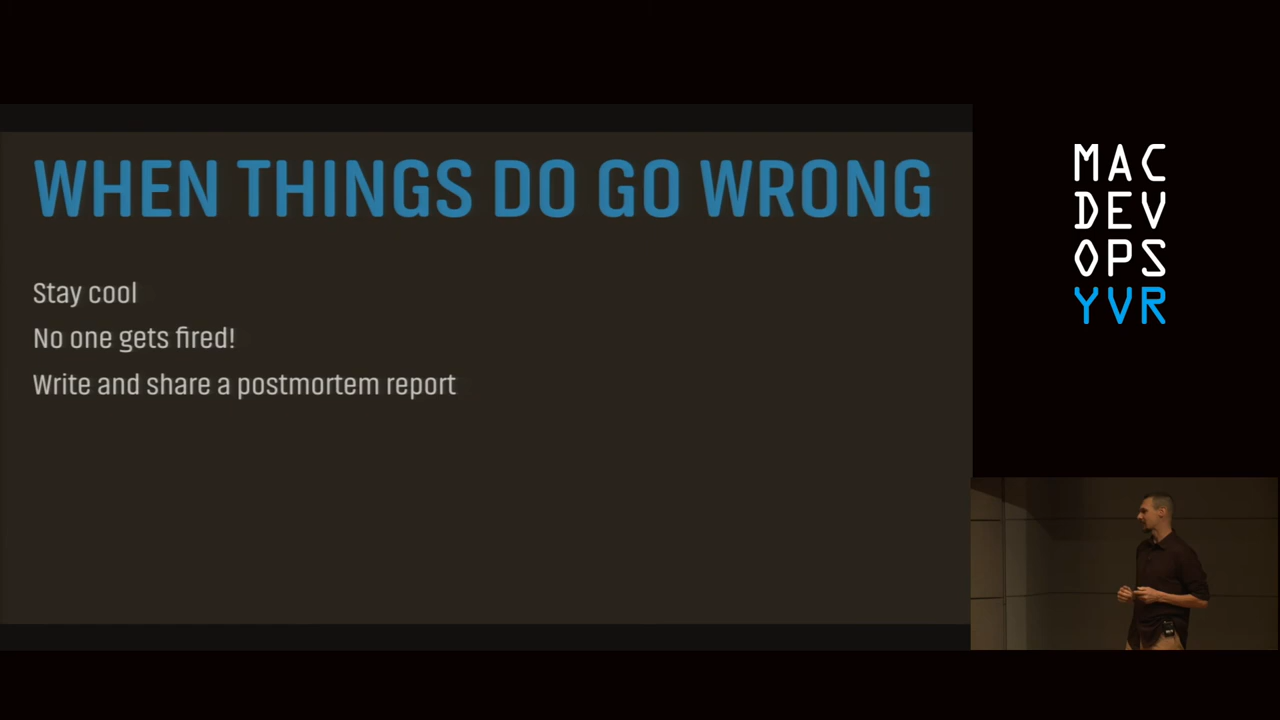 WHEN THINGS DO GO WRONG
Stay cool
No one gets fired!
Write and share a postmortem report
MAC
DEV
OPS
YVR